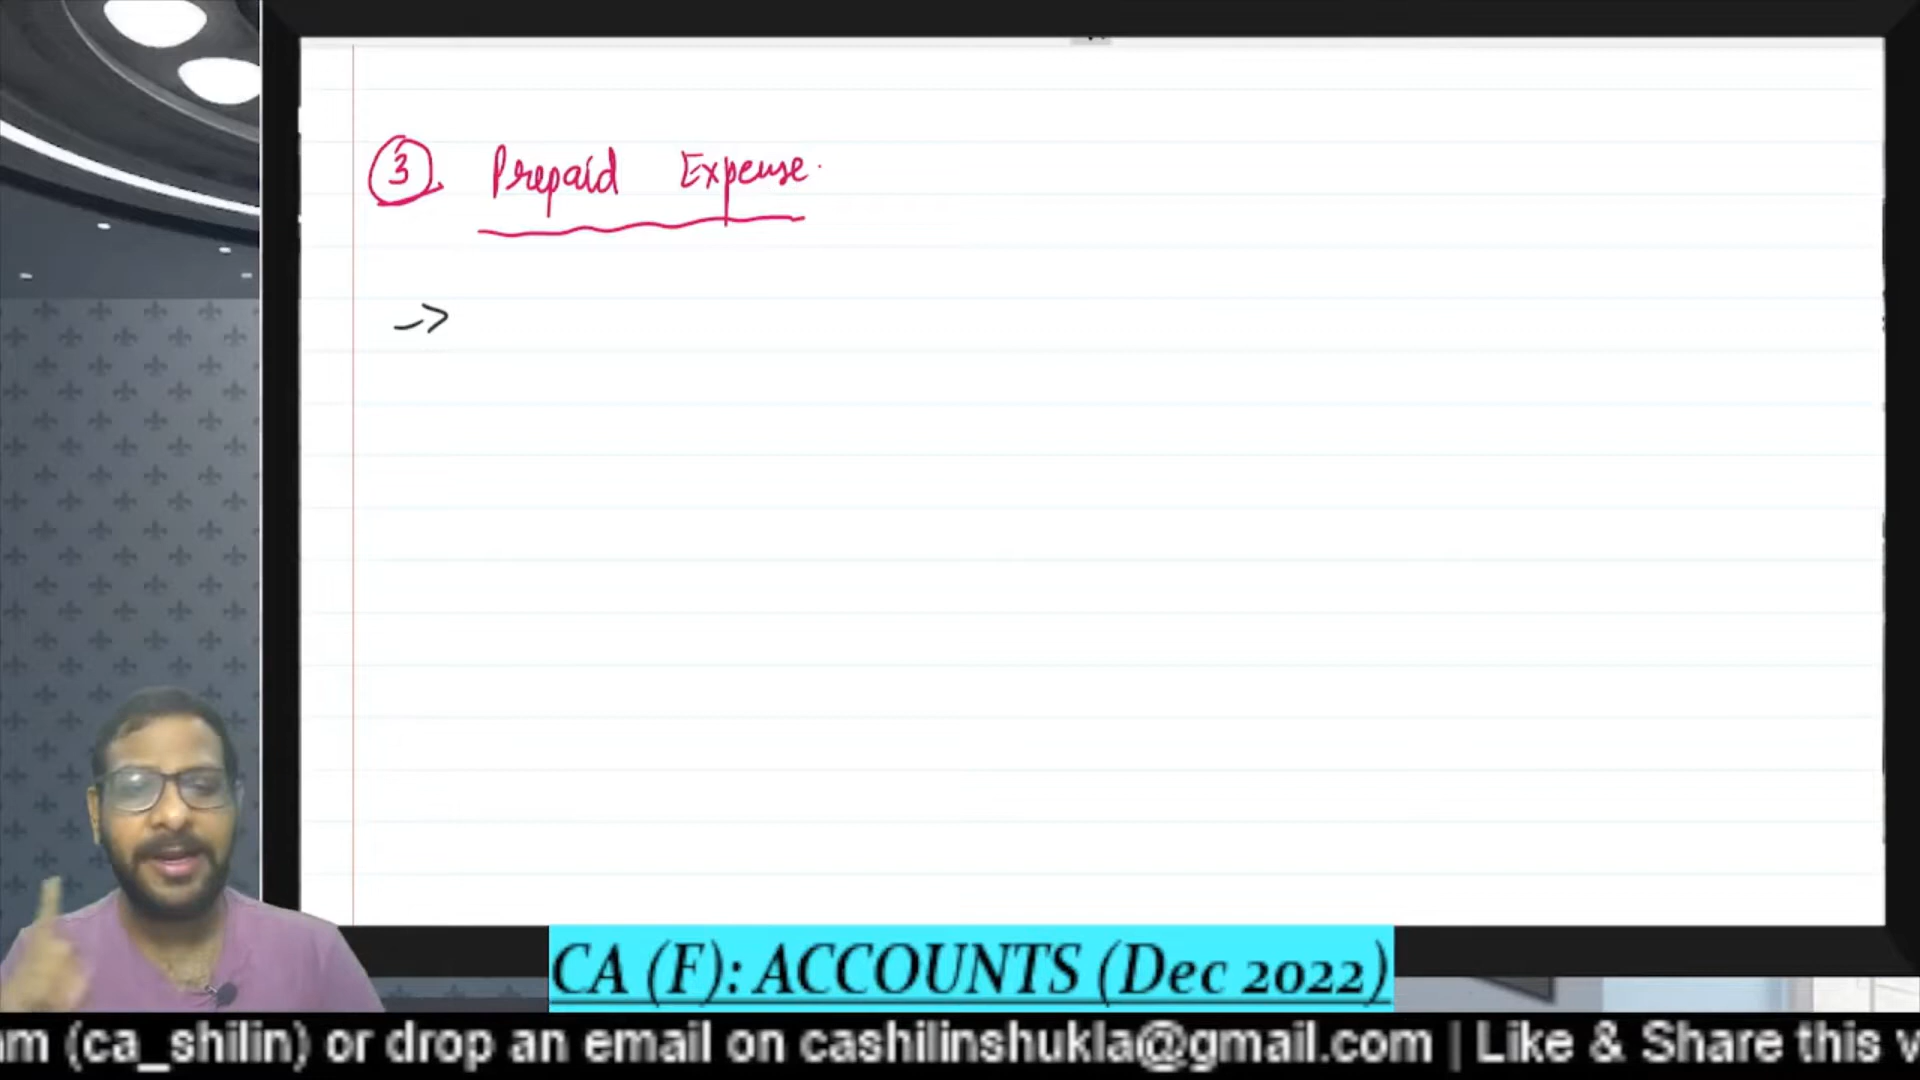 3. Prepaid Expense.
->
CA (F): ACCOUNTS (Dec 2022)
am (ca_shilin) or drop an email on cashilinshukla@gmail.com | Like & Share this v